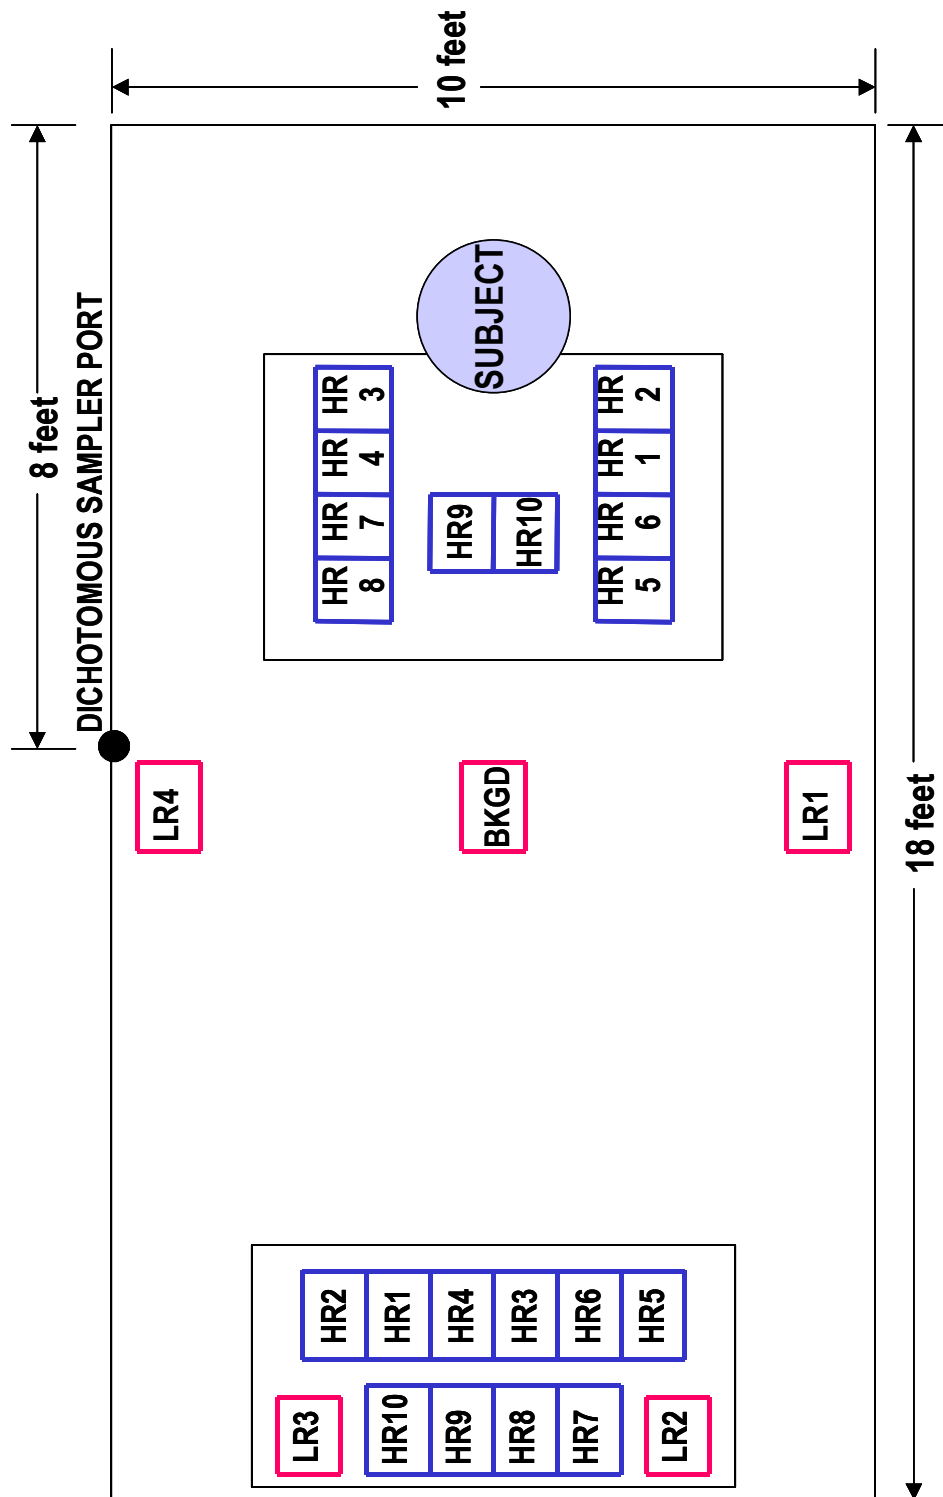 10 feet
8 feet
DICHOTOMOUS SAMPLER PORT
SUBJECT
HR 3
HR 4
HR 7
HR 8
HR9
HR10
HR 2
HR 1
HR 6
HR 5
LR4
BKGD
LR1
18 feet
HR2
HR1
HR4
HR3
HR6
HR5
LR3
HR10
HR9
HR8
HR7
LR2